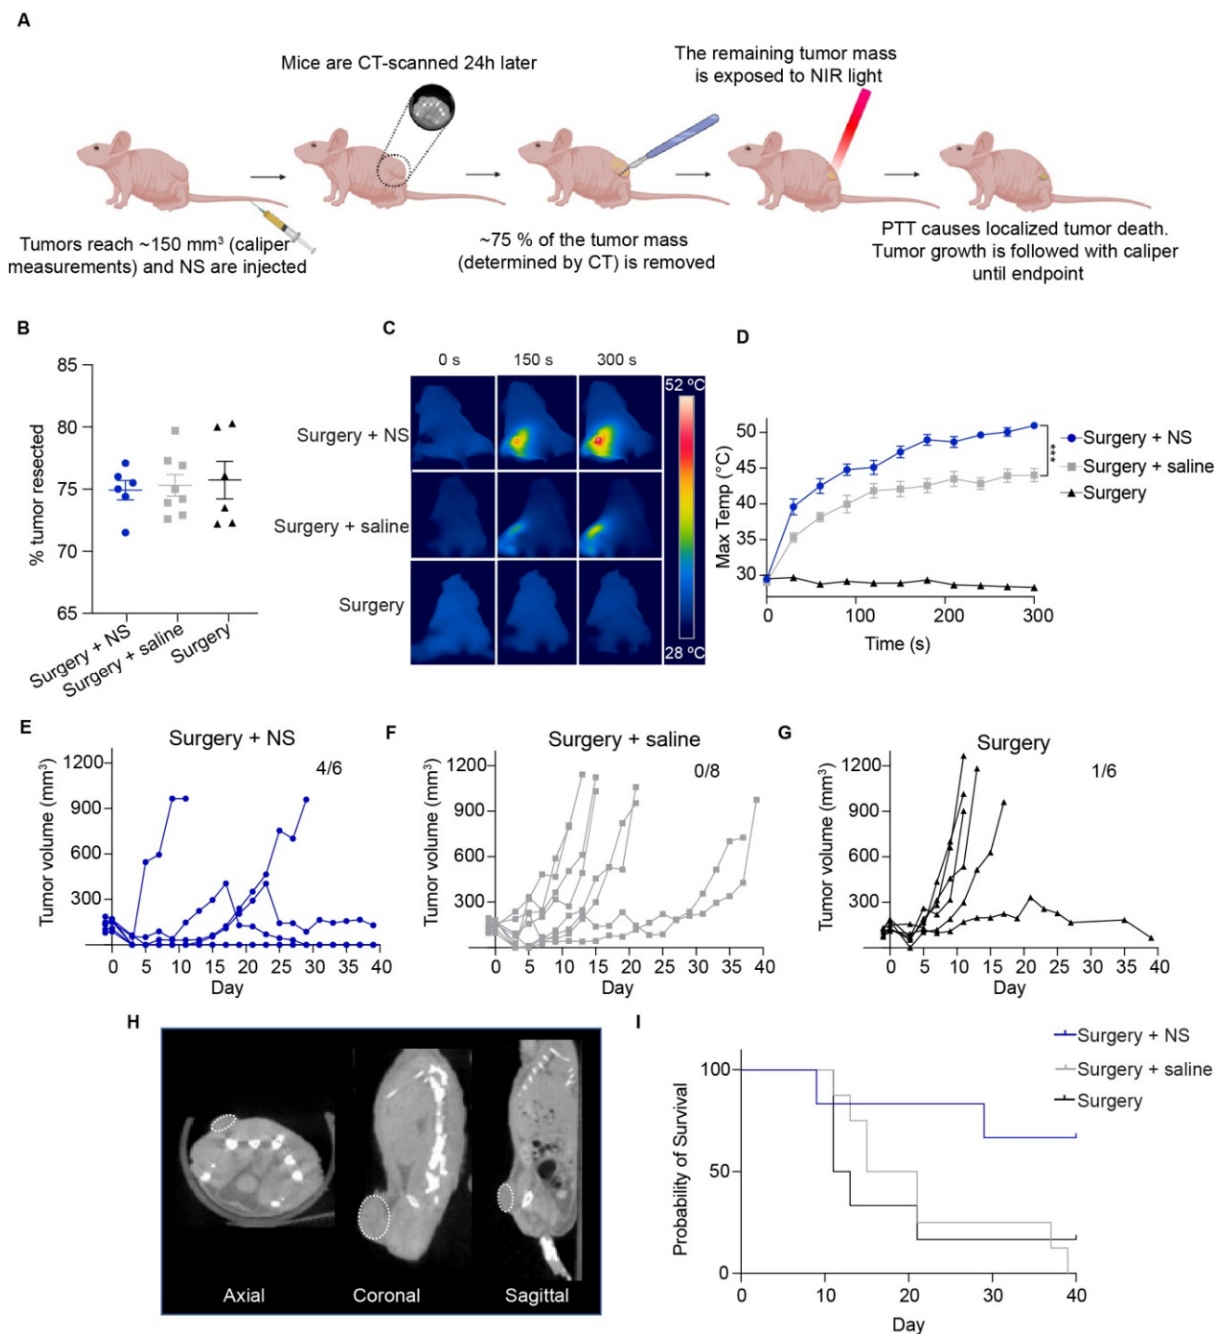 A
Mice are CT-scanned 24h later
The remaining tumor mass
is exposed to NIR light
Tumors reach ~150 mm³ (caliper
measurements) and NS are injected
~75 % of the tumor mass
(determined by CT) is removed
PTT causes localized tumor death.
Tumor growth is followed with caliper
until endpoint
B
% tumor resected
85
80
75
70
65
Surgery + NS
Surgery + saline
Surgery
C
0 s
150 s
300 s
Surgery + NS
Surgery + saline
Surgery
52 ºC
28 ºC
D
Max Temp (°C)
50
45
40
35
30
0
100
200
300
Time (s)
***
Surgery + NS
Surgery + saline
Surgery
E
Surgery + NS
4/6
Tumor volume (mm³)
1200
900
600
300
0
5
10
15
20
25
30
35
40
Day
F
Surgery + saline
0/8
Tumor volume (mm³)
1200
900
600
300
0
5
10
15
20
25
30
35
40
Day
G
Surgery
1/6
Tumor volume (mm³)
1200
900
600
300
0
5
10
15
20
25
30
35
40
Day
H
Axial
Coronal
Sagittal
I
Surgery + NS
Surgery + saline
Surgery
Probability of Survival
100
50
0
0
10
20
30
40
Day